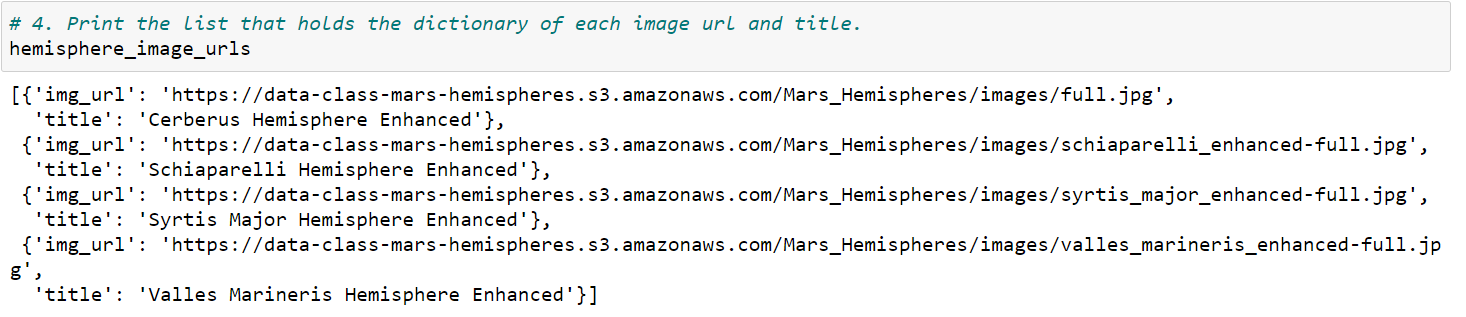 # 4. Print the list that holds the dictionary of each image url and title.
hemisphere_image_urls
[{'img_url': 'https://data-class-mars-hemispheres.s3.amazonaws.com/Mars_Hemispheres/images/full.jpg',
  'title': 'Cerberus Hemisphere Enhanced'},
 {'img_url': 'https://data-class-mars-hemispheres.s3.amazonaws.com/Mars_Hemispheres/images/schiaparelli_enhanced-full.jpg',
  'title': 'Schiaparelli Hemisphere Enhanced'},
 {'img_url': 'https://data-class-mars-hemispheres.s3.amazonaws.com/Mars_Hemispheres/images/syrtis_major_enhanced-full.jpg',
  'title': 'Syrtis Major Hemisphere Enhanced'},
 {'img_url': 'https://data-class-mars-hemispheres.s3.amazonaws.com/Mars_Hemispheres/images/valles_marineris_enhanced-full.jp
g',
  'title': 'Valles Marineris Hemisphere Enhanced'}]